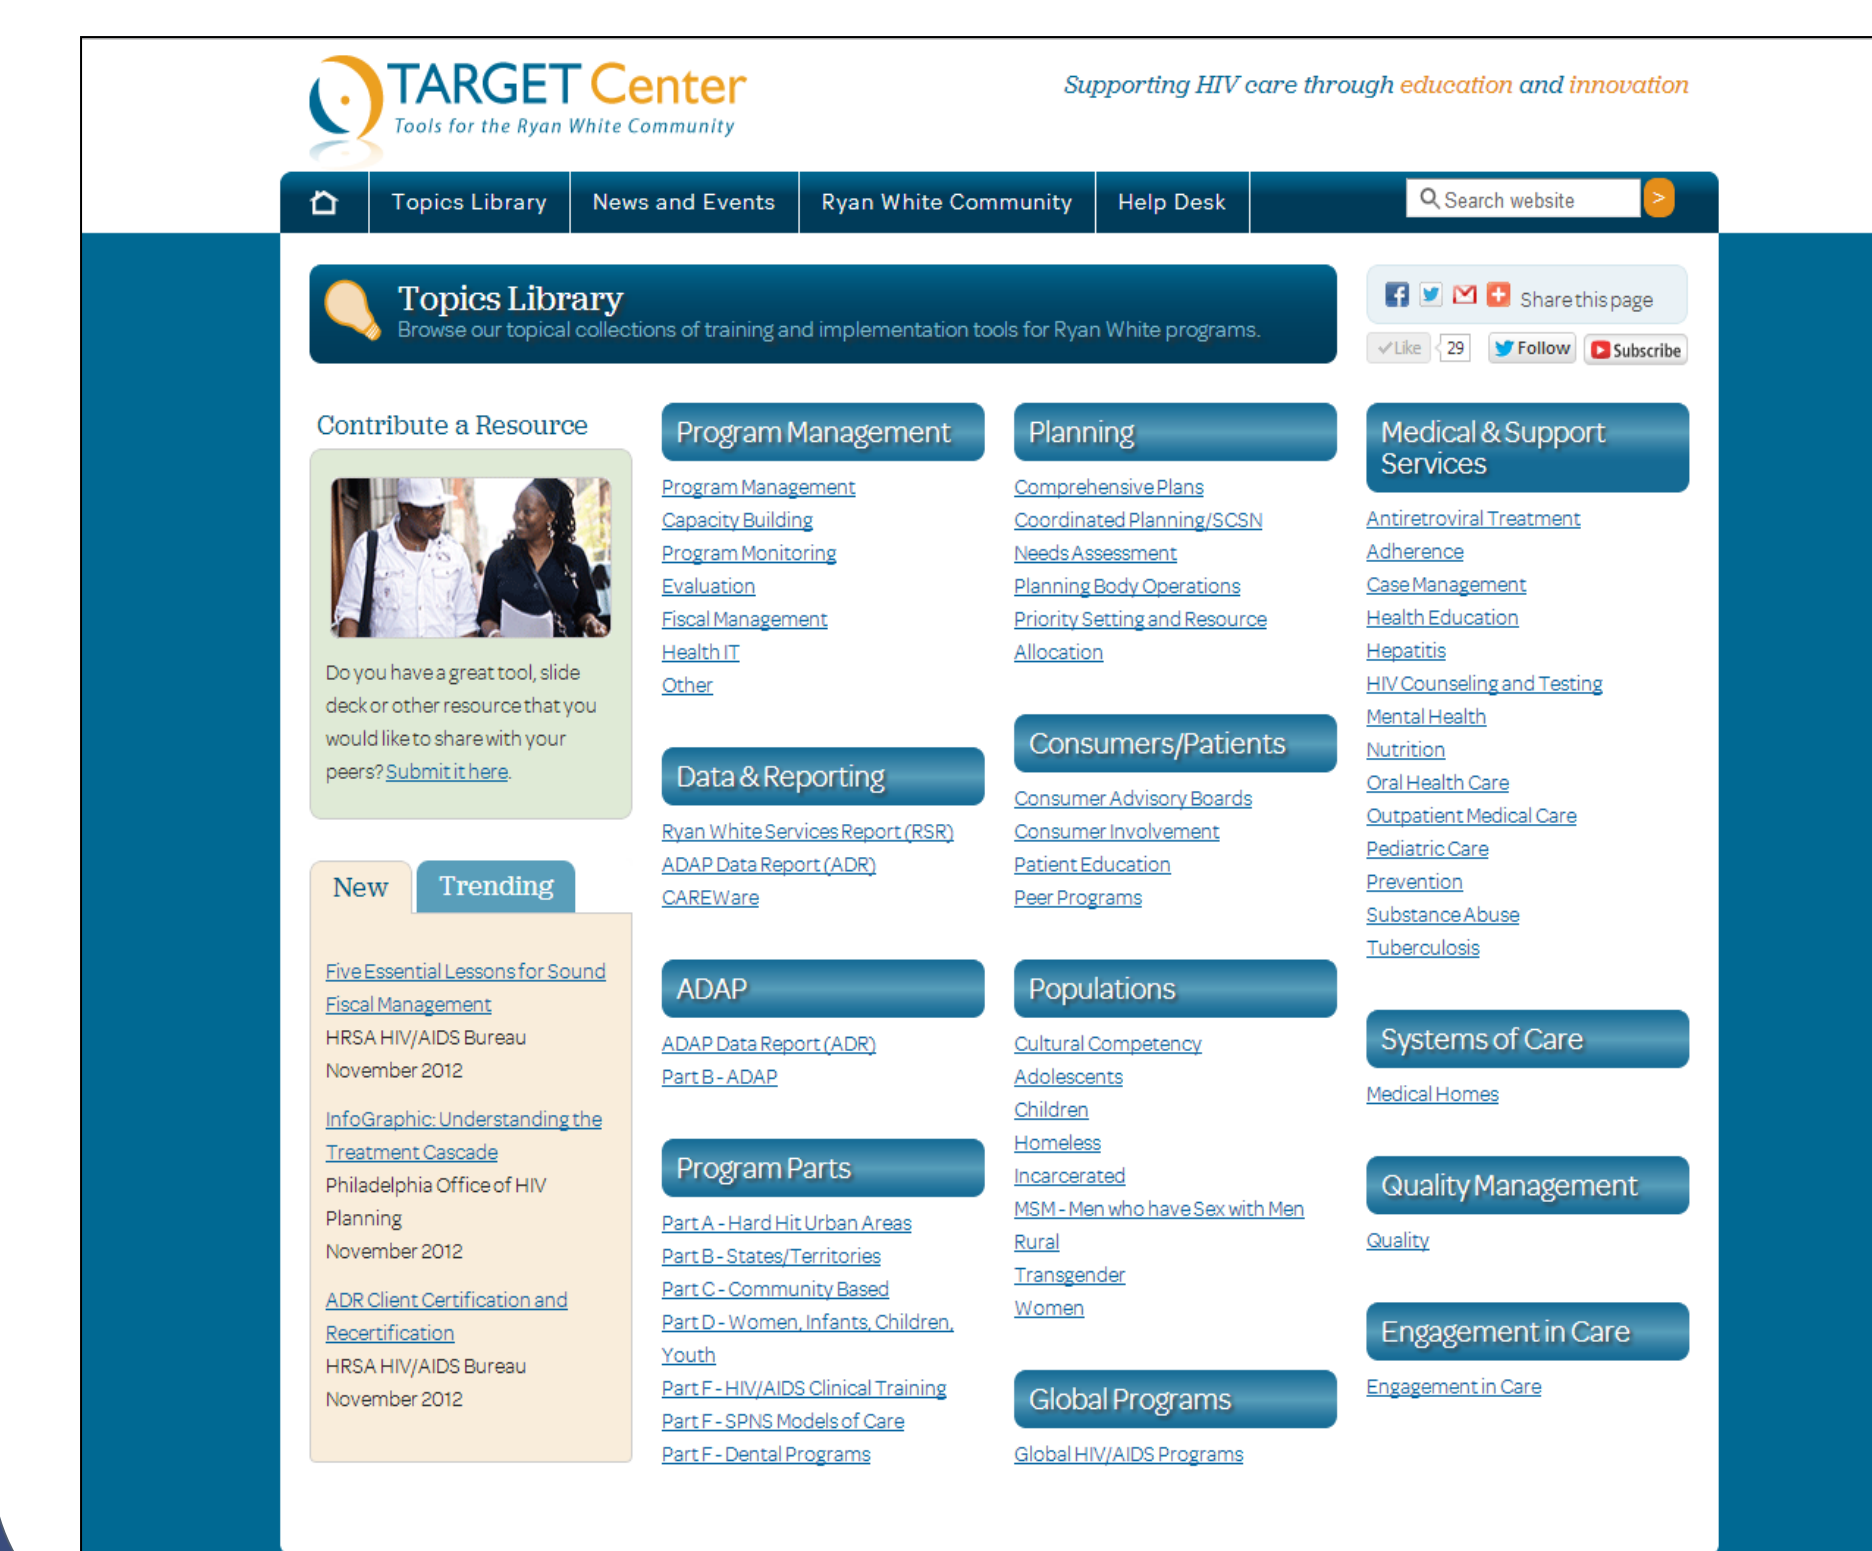 TARGET Center
Tools for the Ryan White Community
Supporting HIV care through education and innovation
Topics Library
News and Events
Ryan White Community
Help Desk
Search website
>
Topics Library
Browse our topical collections of training and implementation tools for Ryan White programs.
Share this page
Like
29
Follow
Subscribe
Contribute a Resource
Do you have a great tool, slide
deck or other resource that you
would like to share with your
peers? Submit it here.
New
Trending
Five Essential Lessons for Sound
Fiscal Management
HRSA HIV/AIDS Bureau
November 2012
InfoGraphic: Understanding the
Treatment Cascade
Philadelphia Office of HIV
Planning
November 2012
ADR Client Certification and
Recertification
HRSA HIV/AIDS Bureau
November 2012
Program Management
Program Management
Capacity Building
Program Monitoring
Evaluation
Fiscal Management
Health IT
Other
Data & Reporting
Ryan White Services Report (RSR)
ADAP Data Report (ADR)
CAREWare
ADAP
ADAP Data Report (ADR)
Part B - ADAP
Program Parts
Part A - Hard Hit Urban Areas
Part B - States/Territories
Part C - Community Based
Part D - Women, Infants, Children,
Youth
Part F - HIV/AIDS Clinical Training
Part F - SPNS Models of Care
Part F - Dental Programs
Planning
Comprehensive Plans
Coordinated Planning/SCSN
Needs Assessment
Planning Body Operations
Priority Setting and Resource
Allocation
Consumers/Patients
Consumer Advisory Boards
Consumer Involvement
Patient Education
Peer Programs
Populations
Cultural Competency
Adolescents
Children
Homeless
Incarcerated
MSM - Men who have Sex with Men
Rural
Transgender
Women
Global Programs
Global HIV/AIDS Programs
Medical & Support
Services
Antiretroviral Treatment
Adherence
Case Management
Health Education
Hepatitis
HIV Counseling and Testing
Mental Health
Nutrition
Oral Health Care
Outpatient Medical Care
Pediatric Care
Prevention
Substance Abuse
Tuberculosis
Systems of Care
Medical Homes
Quality Management
Quality
Engagement in Care
Engagement in Care